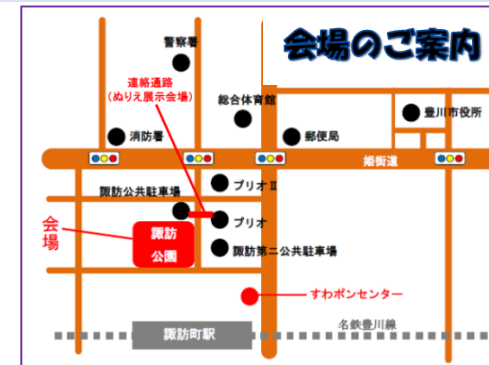 会場のご案内
警察署
連絡通路
(ぬりえ展示会場)
総合体育館
豊川市役所
消防署
郵便局
姫街道
プリオⅡ
諏訪公共駐車場
会場
諏訪
公園
プリオ
諏訪第二公共駐車場
すわポンセンター
名鉄豊川線
諏訪町駅